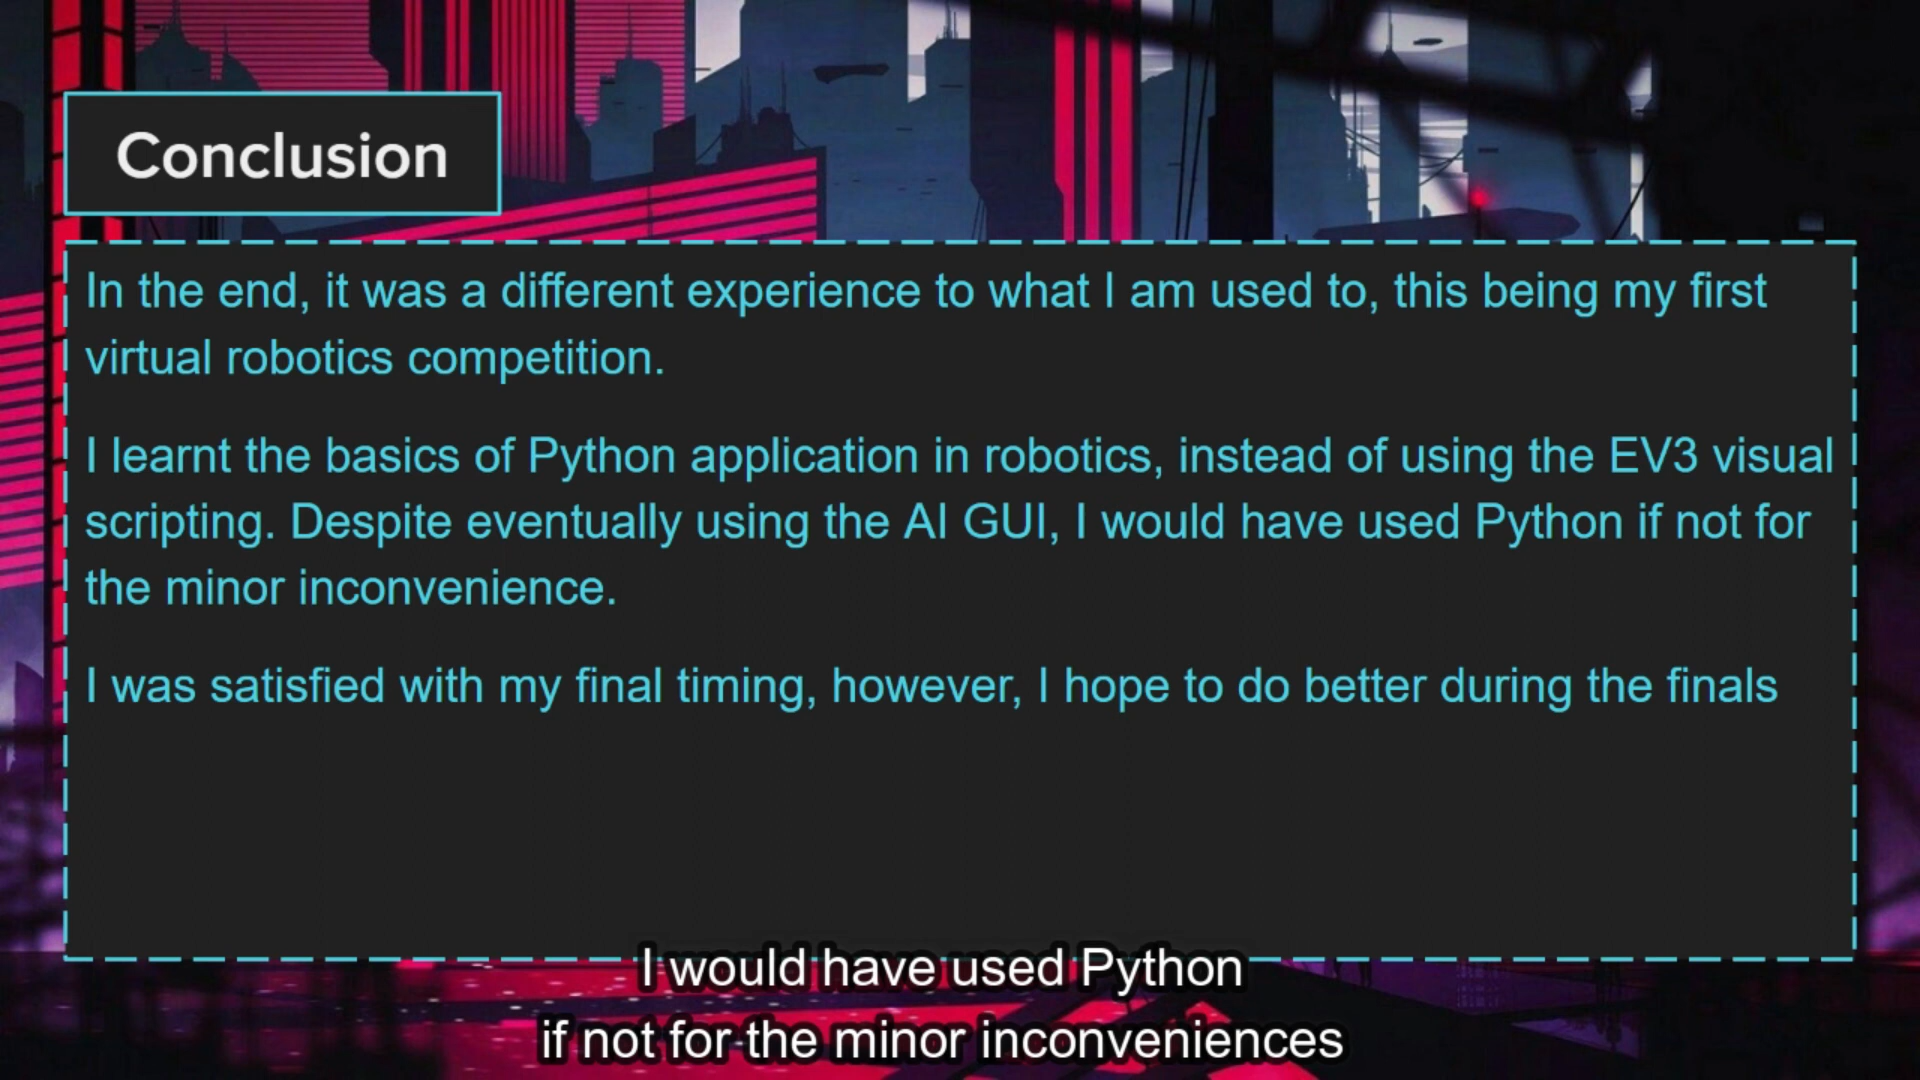 Conclusion
In the end, it was a different experience to what I am used to, this being my first
virtual robotics competition.
I learnt the basics of Python application in robotics, instead of using the EV3 visual
scripting. Despite eventually using the AI GUI, I would have used Python if not for
the minor inconvenience.
I was satisfied with my final timing, however, I hope to do better during the finals
I would have used Python
if not for the minor inconveniences